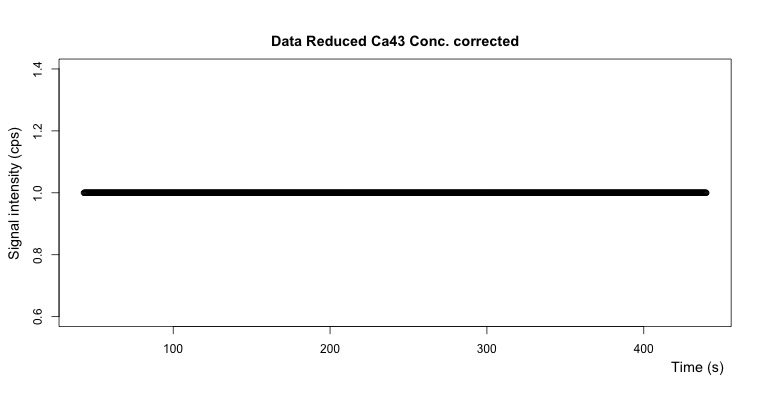 Data Reduced Ca43 Conc. corrected
Signal intensity (cps)
1.4
1.2
1.0
0.8
0.6
100 200 300 400
Time (s)